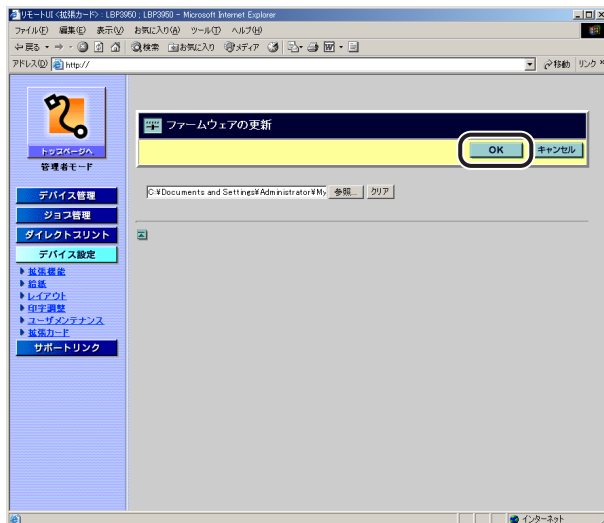 リモートUI <拡張カード> : LBP3950 ; LBP3950 - Microsoft Internet Explorer
ファイル(F) 編集(E) 表示(V) お気に入り(A) ツール(T) ヘルプ(H)
戻る 検索 お気に入り メディア
アドレス(D) http:// 移動 リンク »
トップページへ
管理者モード
ファームウェアの更新
OK キャンセル
C:¥Documents and Settings¥Administrator¥My 参照... クリア
デバイス管理
ジョブ管理
ダイレクトプリント
デバイス設定
拡張機能
給紙
レイアウト
印字調整
ユーザメンテナンス
拡張カード
サポートリンク
インターネット